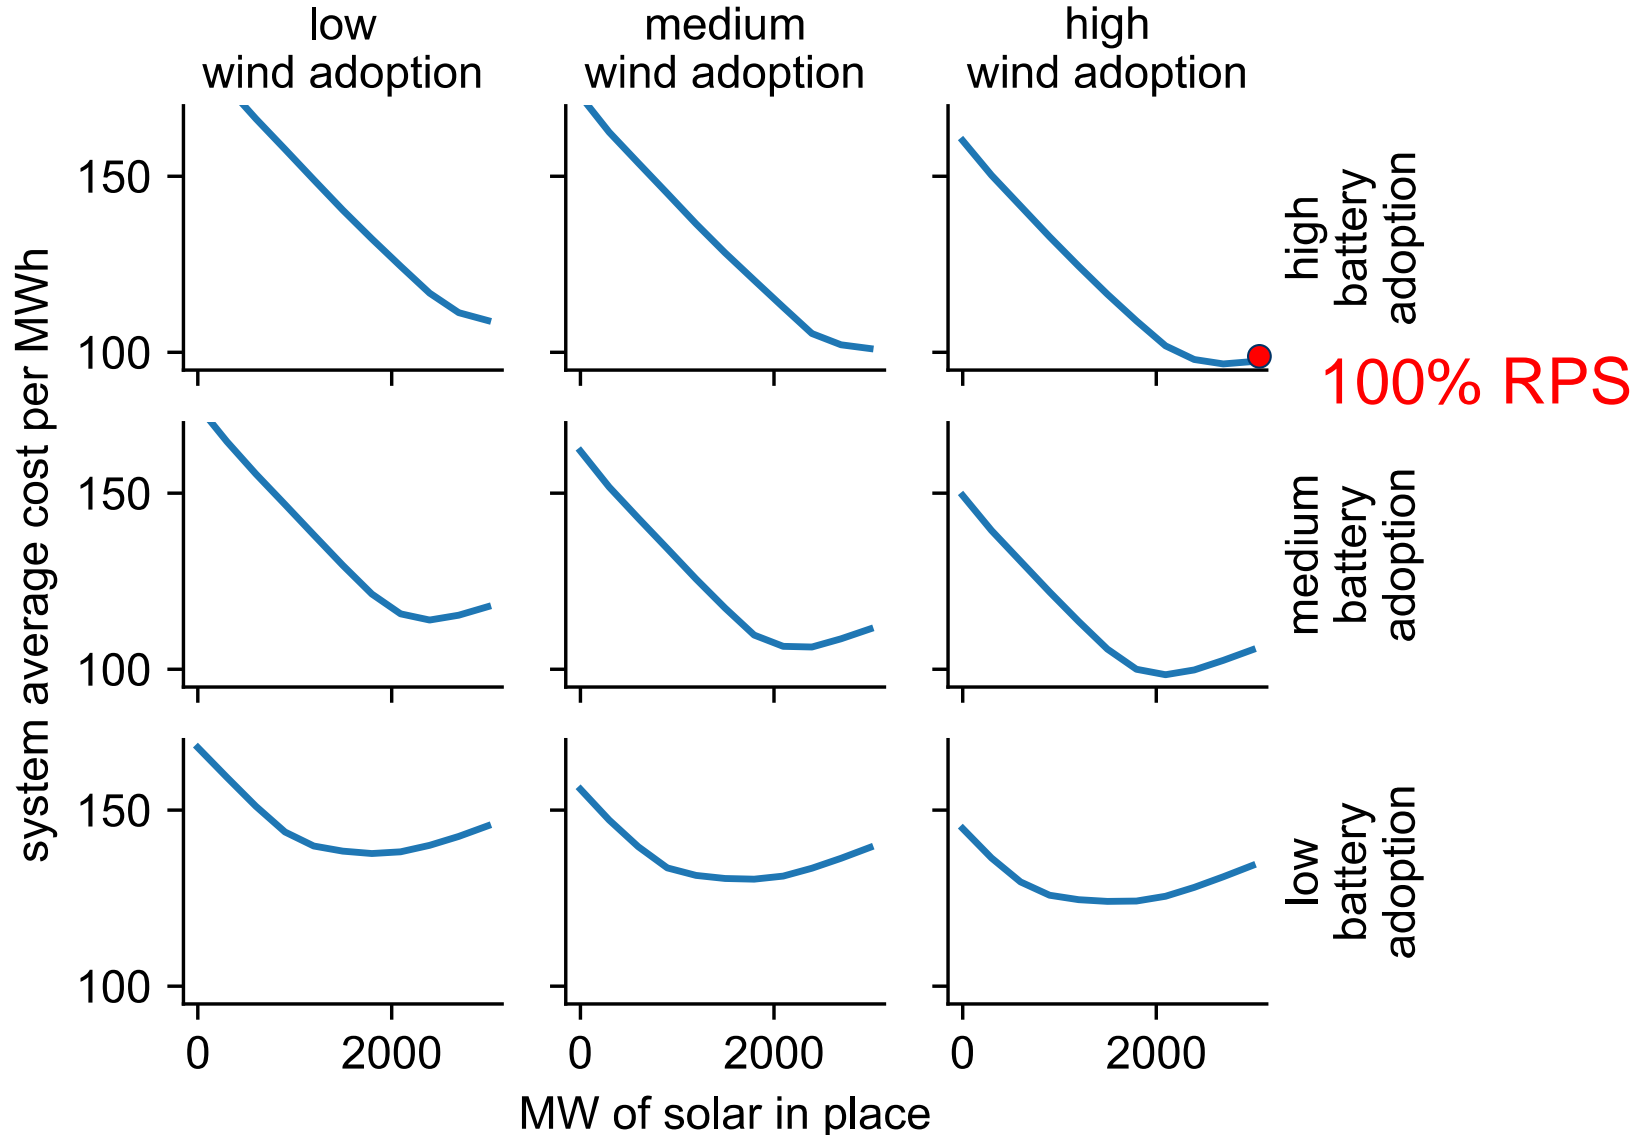 low
wind adoption
medium
wind adoption
high
wind adoption
system average cost per MWh
150
100
high
battery
adoption
100% RPS
150
100
medium
battery
adoption
150
100
low
battery
adoption
0
2000
0
2000
0
2000
MW of solar in place